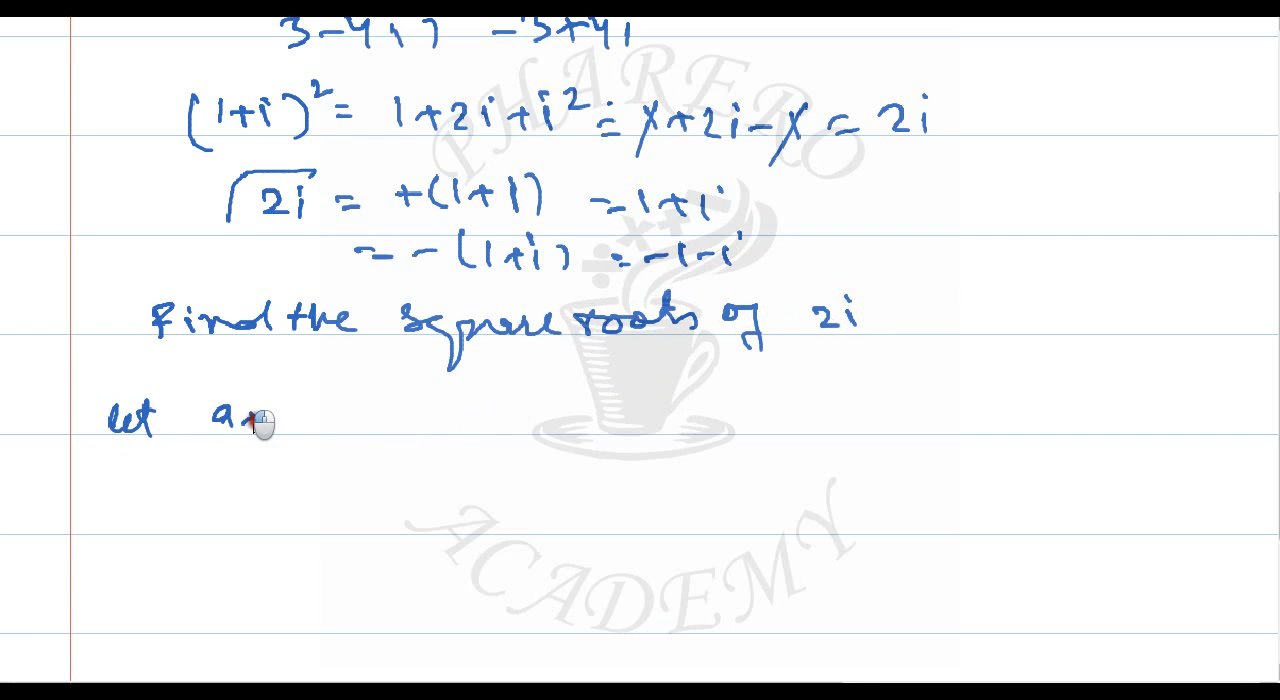 3-4i, -3+4i
(1+i)² = 1+2i+i² = 1+2i-1 = 2i
√2i = +(1+i) = 1+i
= -(1+i) = -1-i
Find the square roots of 2i
let a+
PHARERO
ACADEMY